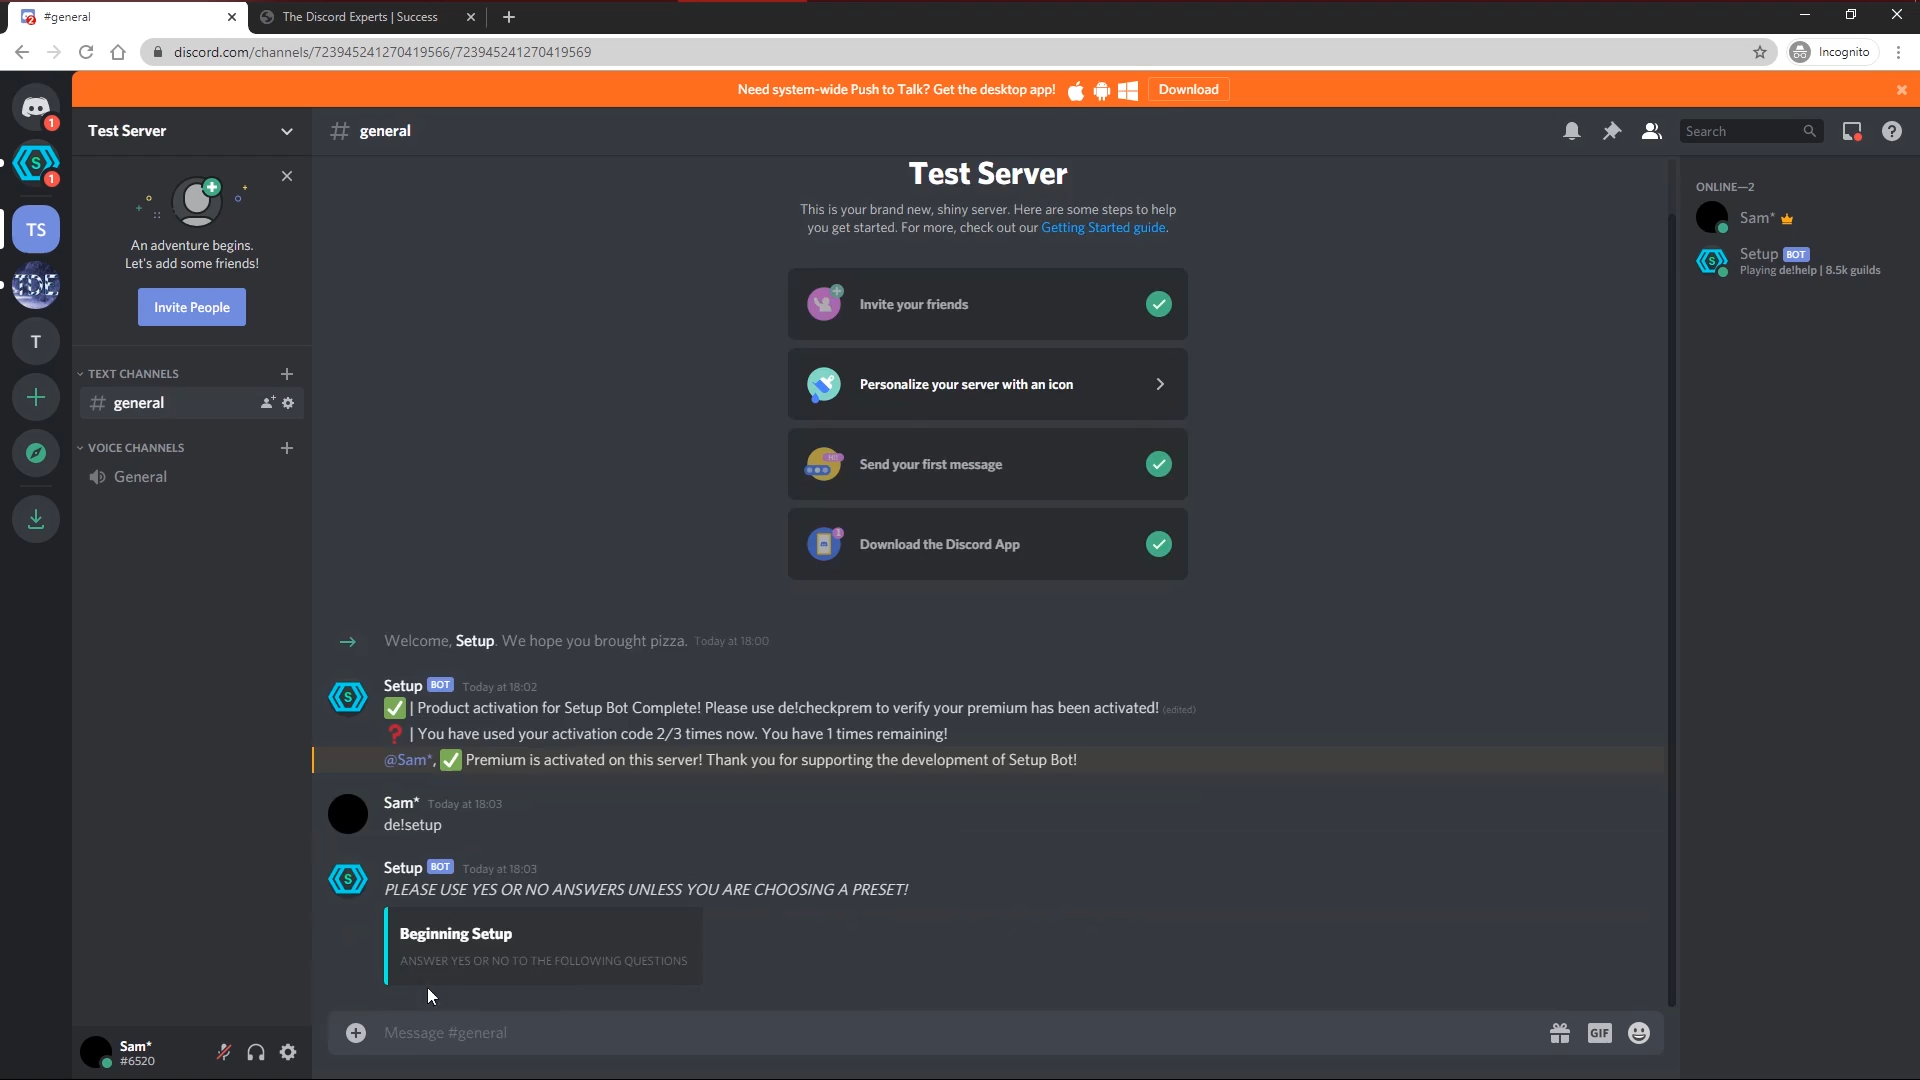 #general
The Discord Experts | Success
discord.com/channels/723945241270419566/723945241270419569
Incognito
Need system-wide Push to Talk? Get the desktop app!
Download
1
Test Server
# general
Search
S
1
Test Server
This is your brand new, shiny server. Here are some steps to help
you get started. For more, check out our Getting Started guide.
ONLINE—2
Sam*
Setup BOT
Playing de!help | 8.5k guilds
TS
An adventure begins.
Let's add some friends!
Invite People
Invite your friends
T
TEXT CHANNELS
# general
Personalize your server with an icon
VOICE CHANNELS
General
Send your first message
Download the Discord App
Welcome, Setup. We hope you brought pizza. Today at 18:00
Setup BOT Today at 18:02
✅ | Product activation for Setup Bot Complete! Please use de!checkprem to verify your premium has been activated! (edited)
❓ | You have used your activation code 2/3 times now. You have 1 times remaining!
@Sam*, ✅ Premium is activated on this server! Thank you for supporting the development of Setup Bot!
Sam* Today at 18:03
de!setup
Setup BOT Today at 18:03
PLEASE USE YES OR NO ANSWERS UNLESS YOU ARE CHOOSING A PRESET!
Beginning Setup
ANSWER YES OR NO TO THE FOLLOWING QUESTIONS
Message #general
GIF
Sam*
#6520